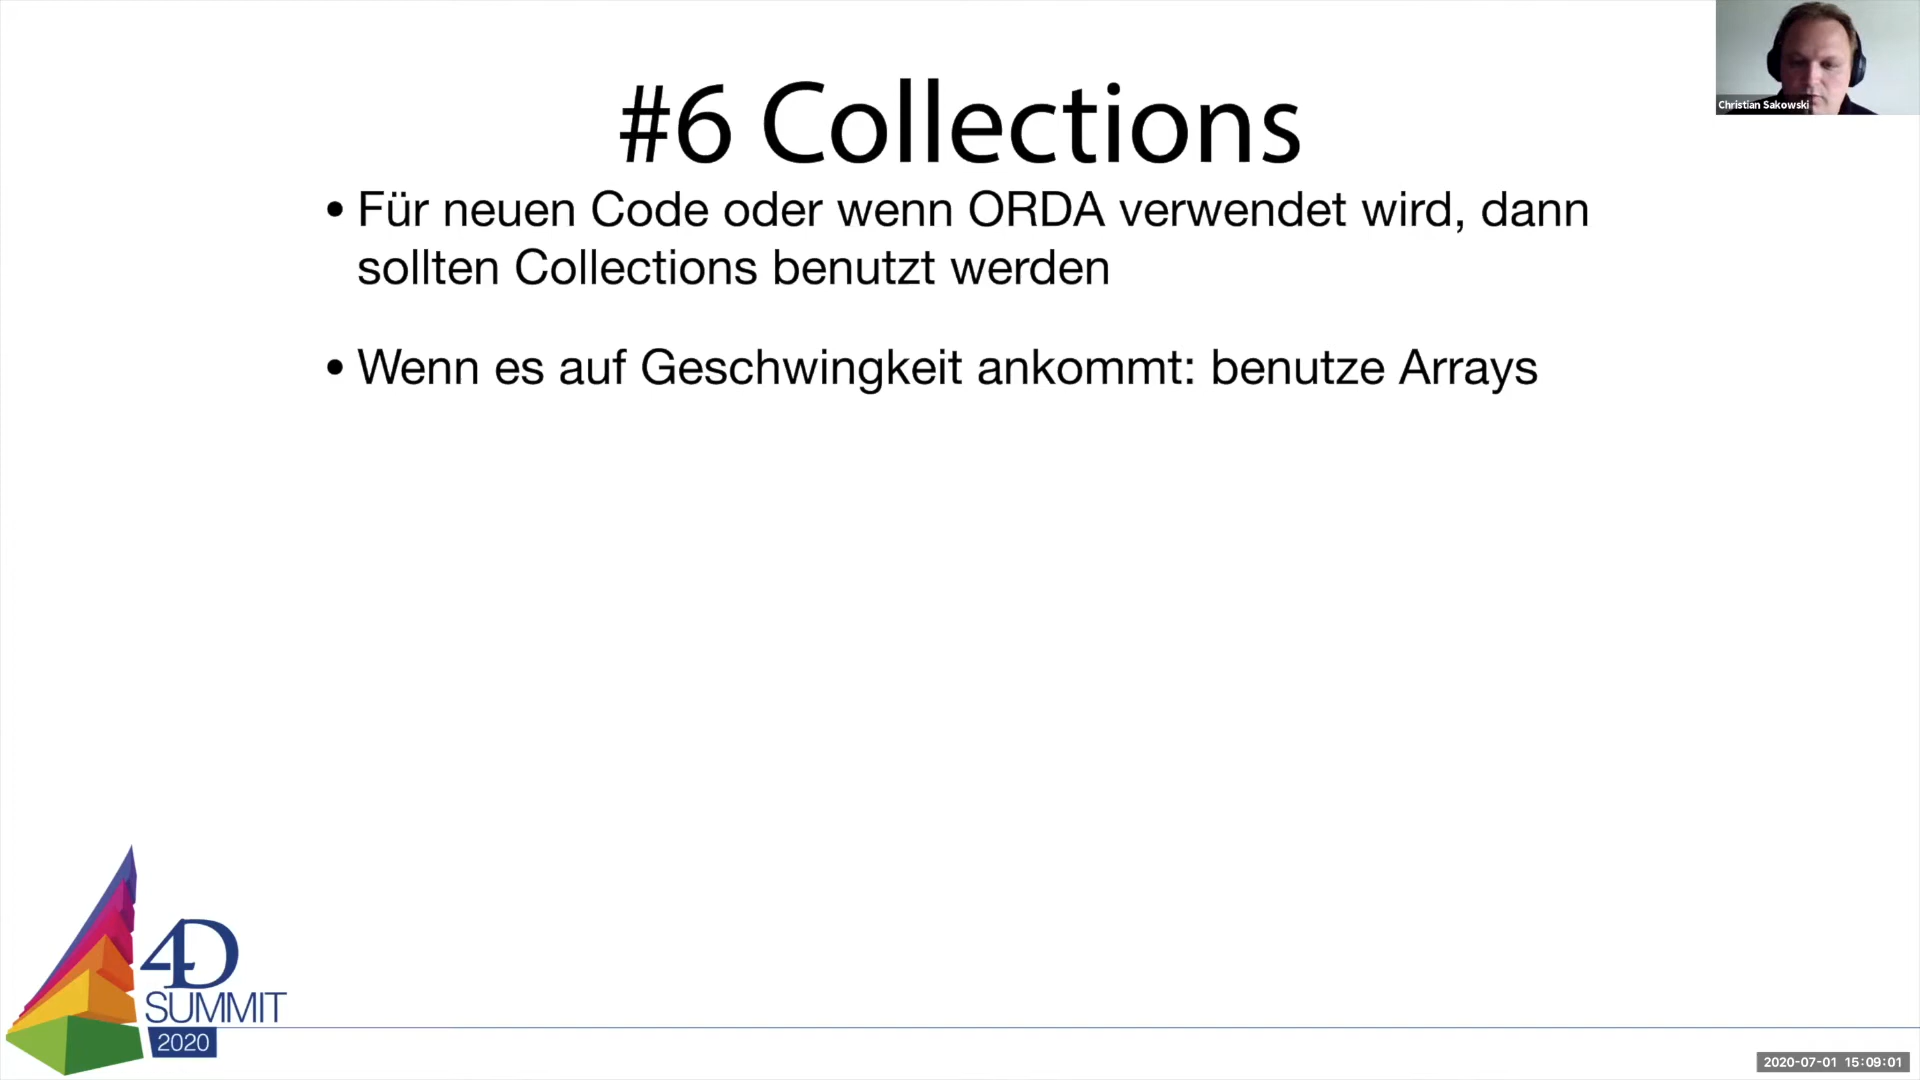 #6 Collections
• Für neuen Code oder wenn ORDA verwendet wird, dann
sollten Collections benutzt werden
• Wenn es auf Geschwingkeit ankommt: benutze Arrays
Christian Sakowski
4D
SUMMIT
2020
2020-07-01 15:09:01